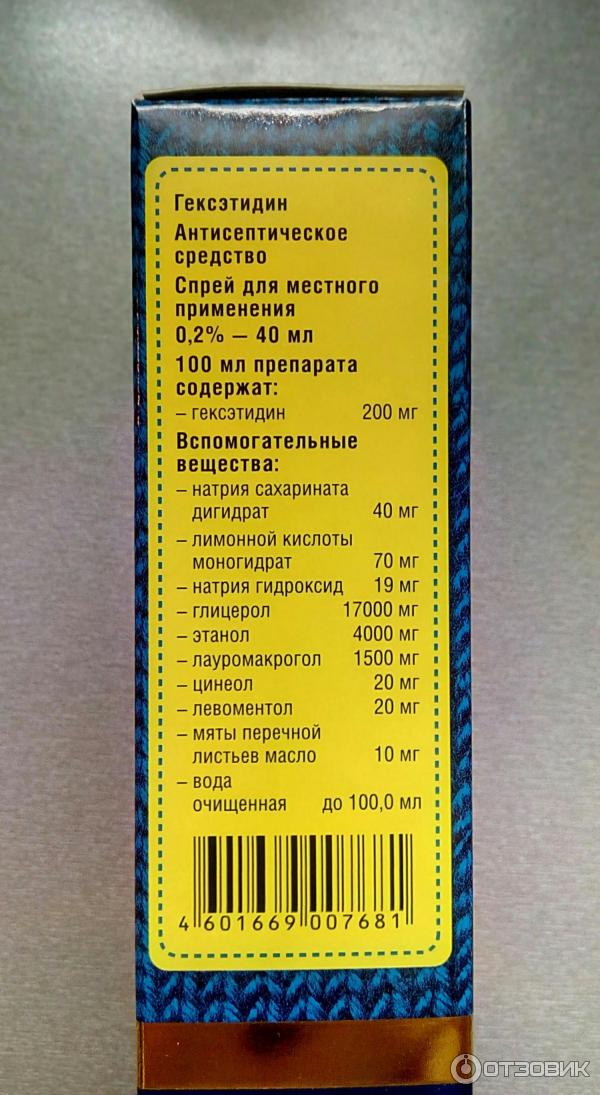 Гексэтидин
Антисептическое
средство
Спрей для местного
применения
0,2% – 40 мл
100 мл препарата
содержат:
– гексэтидин 200 мг
Вспомогательные
вещества:
– натрия сахарината
дигидрат 40 мг
– лимонной кислоты
моногидрат 70 мг
– натрия гидроксид 19 мг
– глицерол 17000 мг
– этанол 4000 мг
– лауромакрогол 1500 мг
– цинеол 20 мг
– левоментол 20 мг
– мяты перечной
листьев масло 10 мг
– вода
очищенная до 100,0 мл
4 601669 007681
ОТЗОВИК